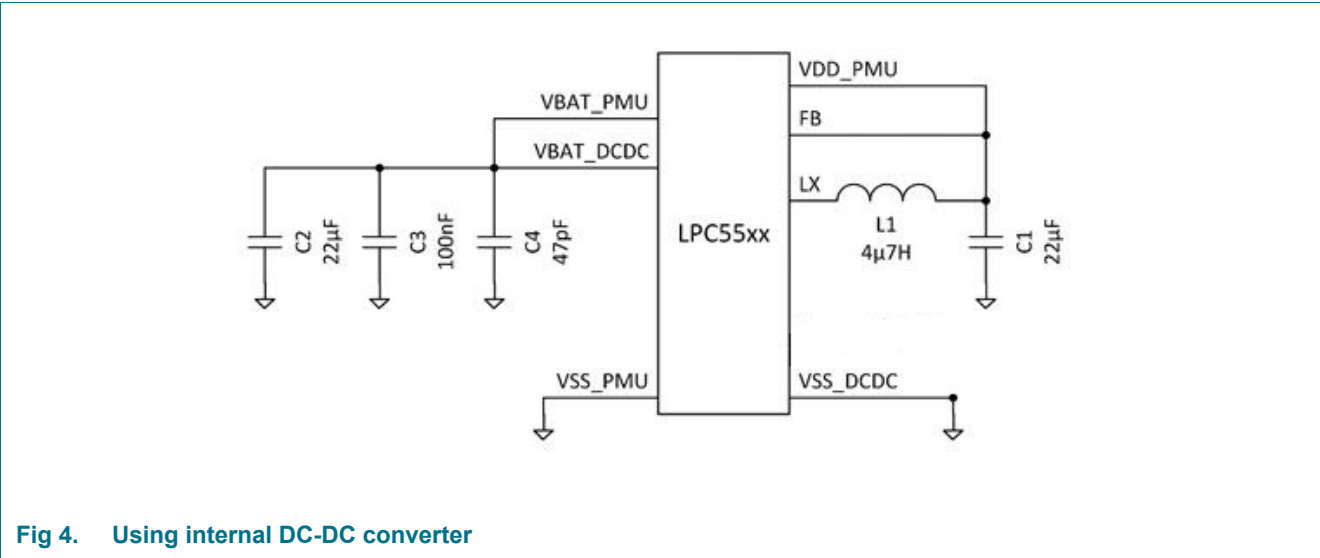 VDD_PMU
VBAT_PMU
FB
VBAT_DCDC
LX
LPC55xx
L1
4µ7H
C2
22µF
C3
100nF
C4
47pF
C1
22µF
VSS_PMU
VSS_DCDC
Fig 4. Using internal DC-DC converter